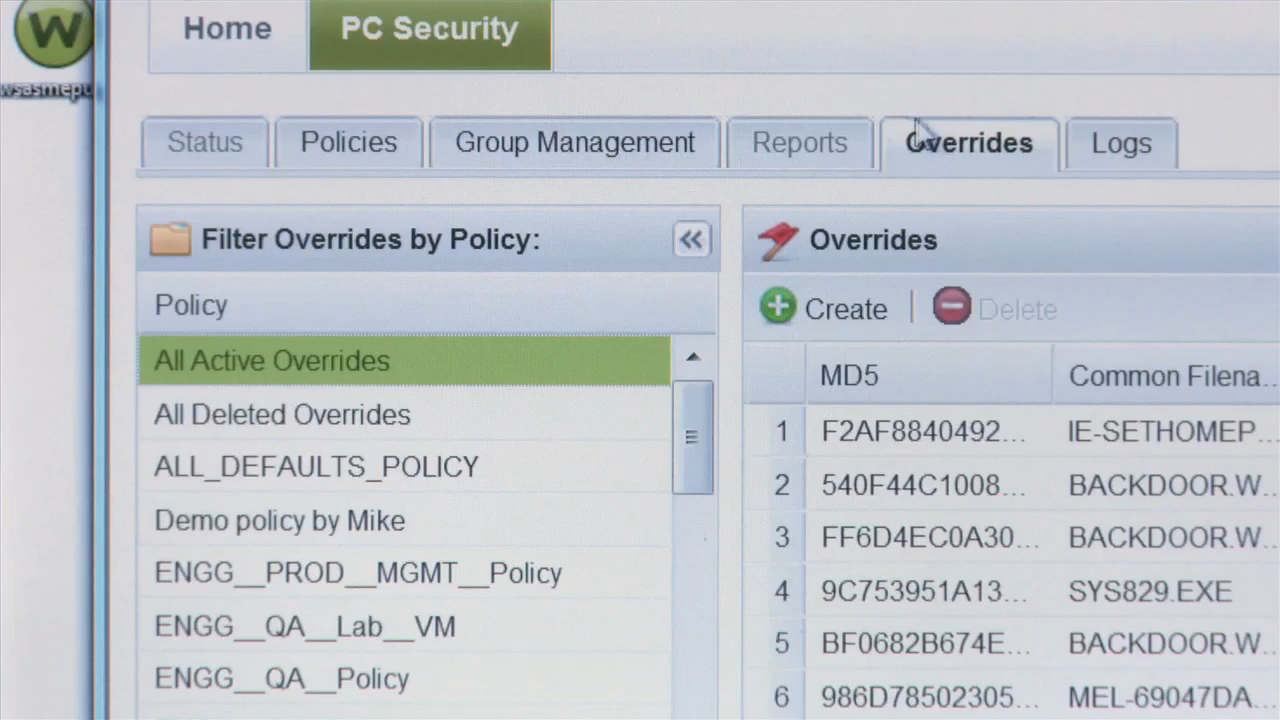 W
wsasmepu
Home
PC Security
Status
Policies
Group Management
Reports
Overrides
Logs
Filter Overrides by Policy:
Policy
All Active Overrides
All Deleted Overrides
ALL_DEFAULTS_POLICY
Demo policy by Mike
ENGG__PROD__MGMT__Policy
ENGG__QA__Lab__VM
ENGG__QA__Policy
Overrides
Create
Delete
MD5 Common Filena...
1 F2AF8840492... IE-SETHOMEP...
2 540F44C1008... BACKDOOR.W...
3 FF6D4EC0A30... BACKDOOR.W...
4 9C753951A13... SYS829.EXE
5 BF0682B674E... BACKDOOR.W...
6 986D78502305... MEL-69047DA...